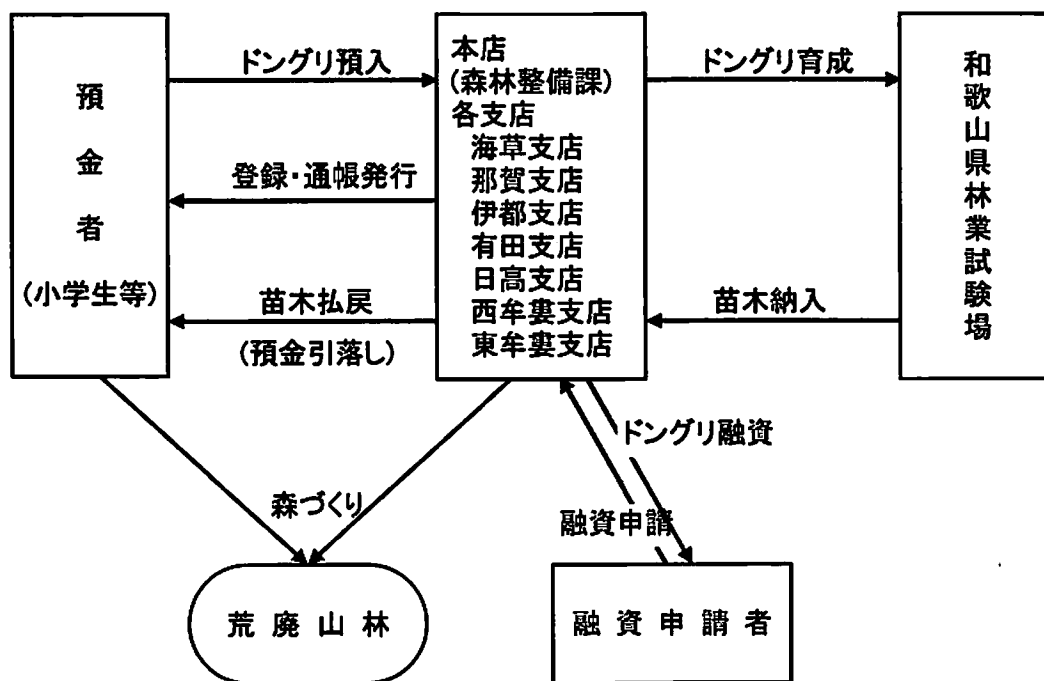 預金者
(小学生等)
ドングリ預入
登録・通帳発行
苗木払戻
(預金引落し)
本店
(森林整備課)
各支店
海草支店
那賀支店
伊都支店
有田支店
日高支店
西牟婁支店
東牟婁支店
ドングリ育成
苗木納入
和歌山県林業試験場
森づくり
ドングリ融資
融資申請
荒廃山林
融資申請者